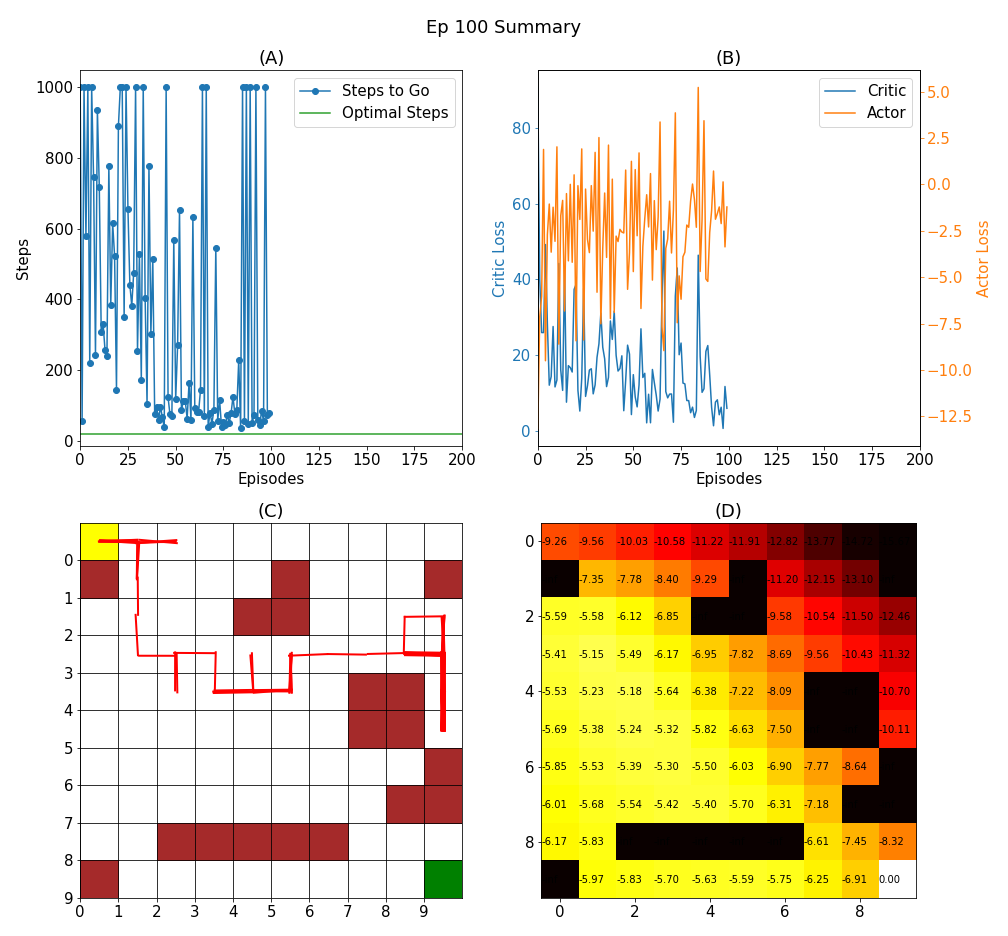 Ep 100 Summary
(A)
(B)
Steps to Go
Optimal Steps
Critic
Actor
1000
800
600
400
200
0
Steps
0 25 50 75 100 125 150 175 200
Episodes
80
60
40
20
0
Critic Loss
5.0
2.5
0.0
−2.5
−5.0
−7.5
−10.0
−12.5
Actor Loss
0 25 50 75 100 125 150 175 200
Episodes
(C)
(D)
0
1
2
3
4
5
6
7
8
9
0 1 2 3 4 5 6 7 8 9
0
2
4
6
8
-9.26 -9.56 -10.03 -10.58 -11.22 -11.91 -12.82 -13.77
-7.35 -7.78 -8.40 -9.29 -11.20 -12.15 -13.10
-5.59 -5.58 -6.12 -6.85 -9.58 -10.54 -11.50 -12.46
-5.41 -5.15 -5.49 -6.17 -6.95 -7.82 -8.69 -9.56 -10.43 -11.32
-5.53 -5.23 -5.18 -5.64 -6.38 -7.22 -8.09 -10.70
-5.69 -5.38 -5.24 -5.32 -5.82 -6.63 -7.50 -10.11
-5.85 -5.53 -5.39 -5.30 -5.50 -6.03 -6.90 -7.77 -8.64
-6.01 -5.68 -5.54 -5.42 -5.40 -5.70 -6.31 -7.18
-6.17 -5.83 -6.61 -7.45 -8.32
-5.97 -5.83 -5.70 -5.63 -5.59 -5.75 -6.25 -6.91 0.00
0 2 4 6 8